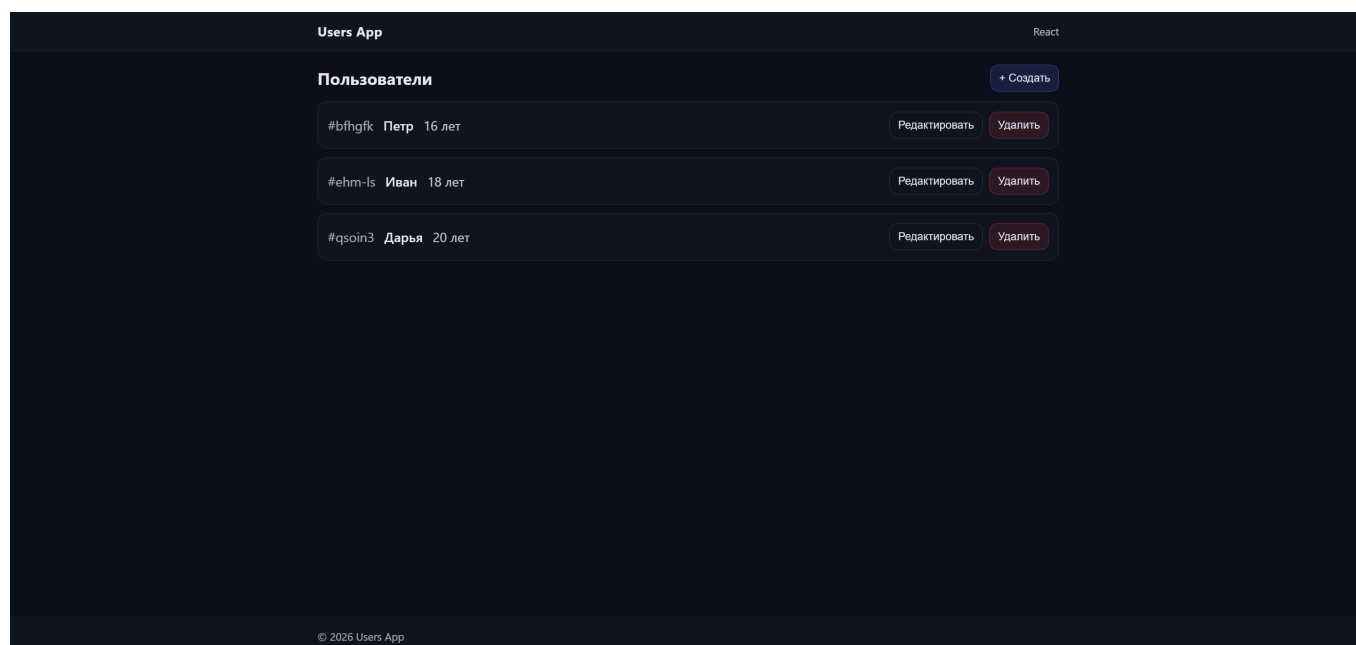 Users App React
Пользователи + Создать
#bfhgfk Петр 16 лет Редактировать Удалить
#ehm-ls Иван 18 лет Редактировать Удалить
#qsoin3 Дарья 20 лет Редактировать Удалить
© 2026 Users App